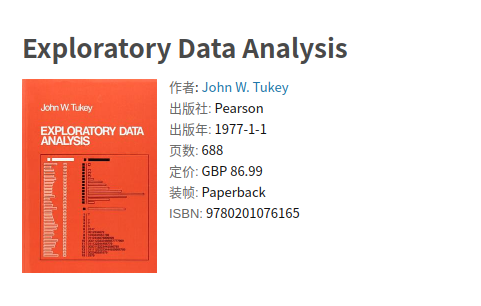 Exploratory Data Analysis
John W. Tukey
EXPLORATORY DATA
ANALYSIS
作者: John W. Tukey
出版社: Pearson
出版年: 1977-1-1
页数: 688
定价: GBP 86.99
装帧: Paperback
ISBN: 9780201076165